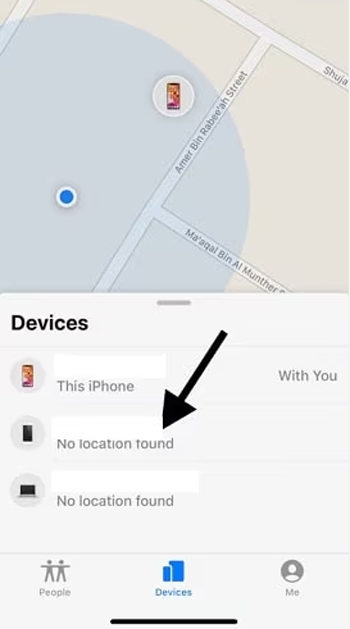 Shuja
Amer Bin Rabee'ah Street
Ma'aqal Bin Al Munther S
Devices
This iPhone
With You
No location found
No location found
People
Devices
Me